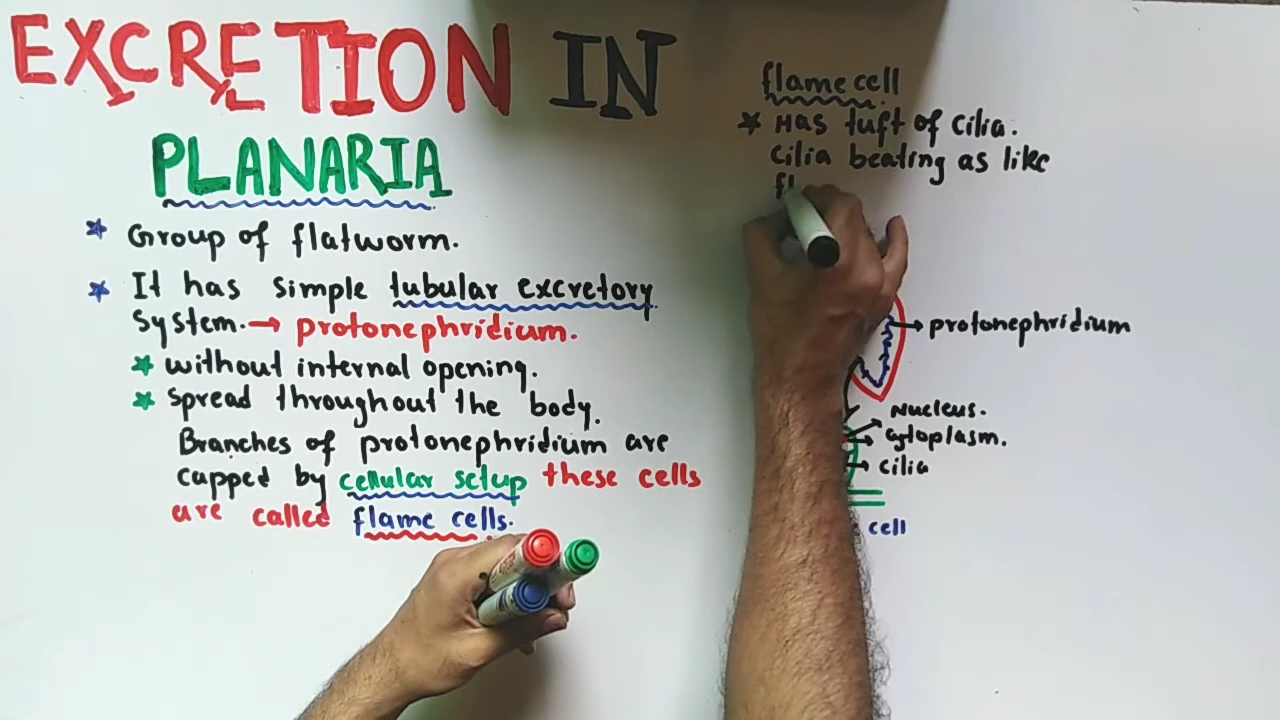 EXCRETION IN
PLANARIA
Group of flatworm.
It has simple tubular excretory
System. → protonephridium.
without internal opening.
Spread throughout the body.
Branches of protonephridium are
capped by cellular setup these cells
are called flame cells.
flame cell
Has tuft of cilia.
cilia beating as like
fl
protonephridium
Nucleus.
cytoplasm.
cilia
cell